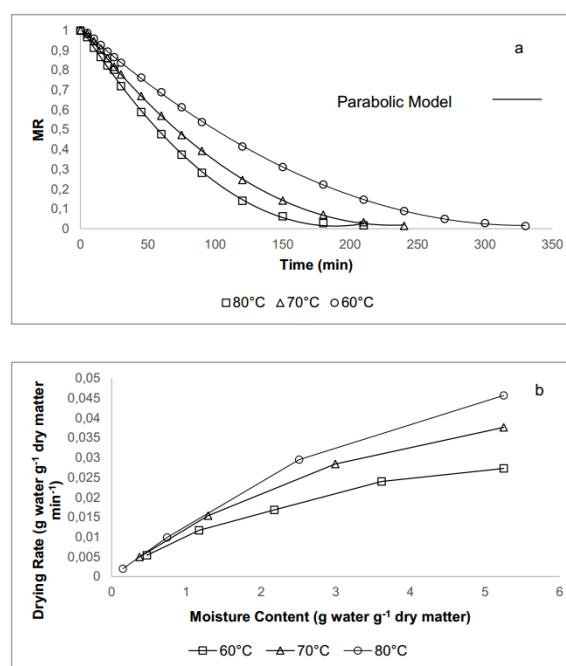 a
1
0,9
0,8
0,7
0,6
0,5
0,4
0,3
0,2
0,1
0
MR
Parabolic Model
0 50 100 150 200 250 300 350
Time (min)
80°C 70°C 60°C
b
0,05
0,045
0,04
0,035
0,03
0,025
0,02
0,015
0,01
0,005
0
Drying Rate (g water g⁻¹ dry matter
min⁻¹)
0 1 2 3 4 5 6
Moisture Content (g water g⁻¹ dry matter)
60°C 70°C 80°C